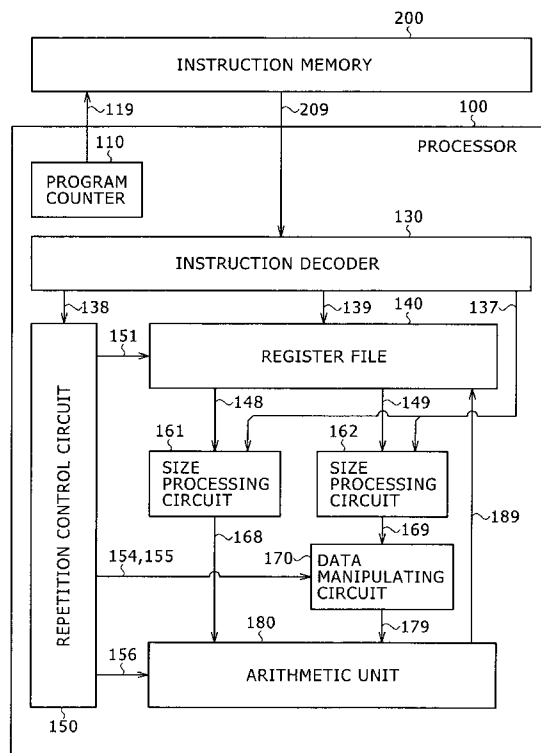 200
INSTRUCTION MEMORY
119
209
100
110
PROCESSOR
PROGRAM
COUNTER
130
INSTRUCTION DECODER
138
139
140
137
151
REGISTER FILE
148
149
161
162
SIZE
PROCESSING
CIRCUIT
SIZE
PROCESSING
CIRCUIT
189
168
169
154,155
170
DATA
MANIPULATING
CIRCUIT
180
179
156
ARITHMETIC UNIT
REPETITION CONTROL CIRCUIT
150